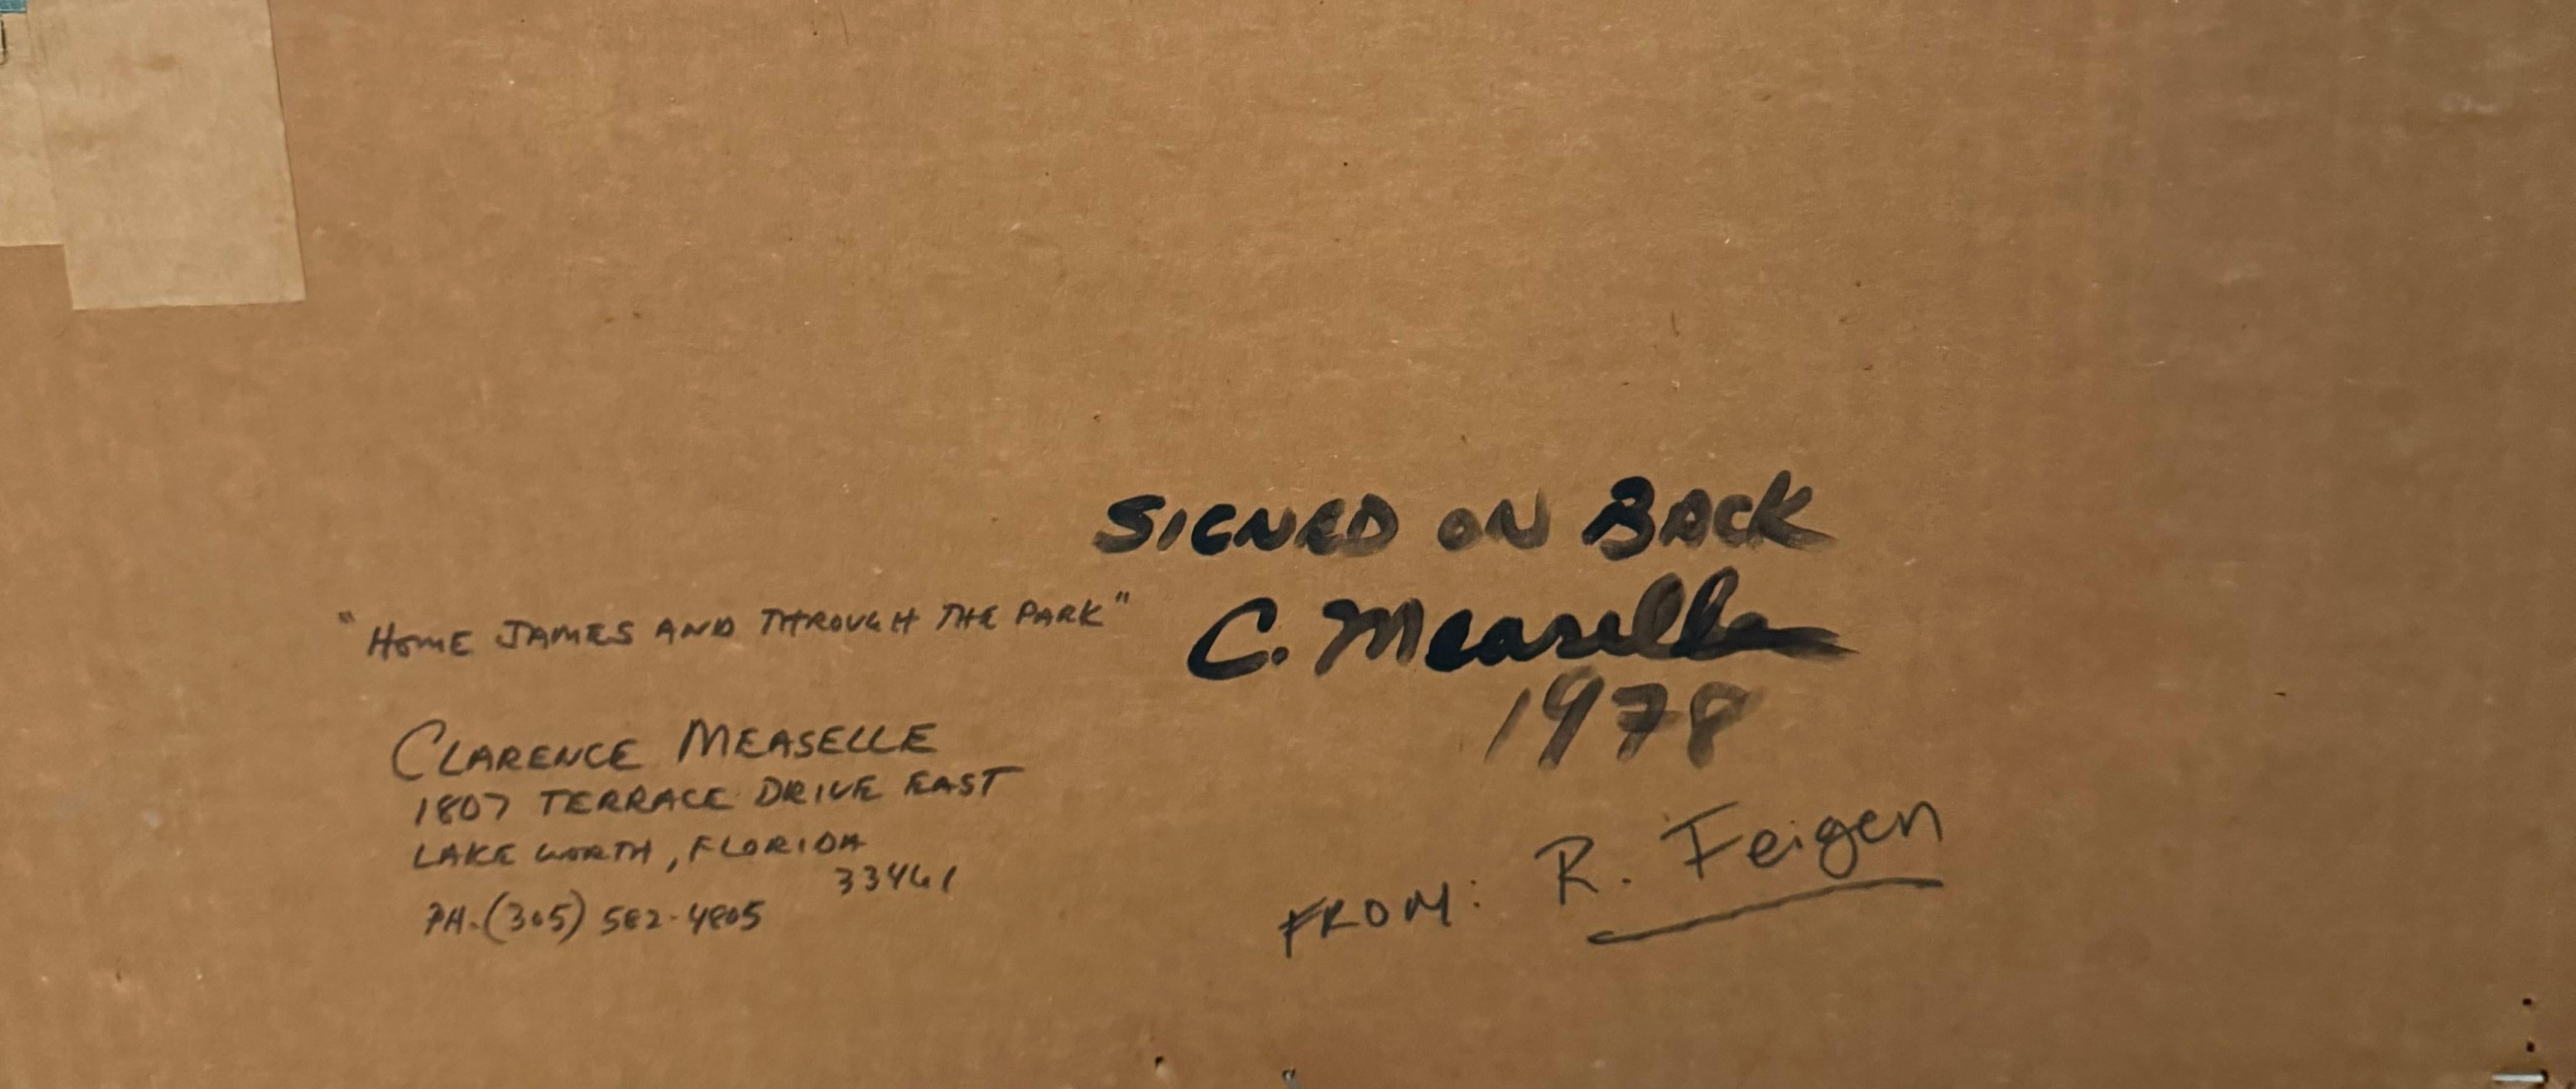 SIGNED ON BACK
C. Measelle
1978
"HOME JAMES AND THROUGH THE PARK"
CLARENCE MEASELLE
1807 TERRACE DRIVE EAST
LAKE WORTH, FLORIDA
33461
PH. (305) 582-4805
FROM: R. Feigen